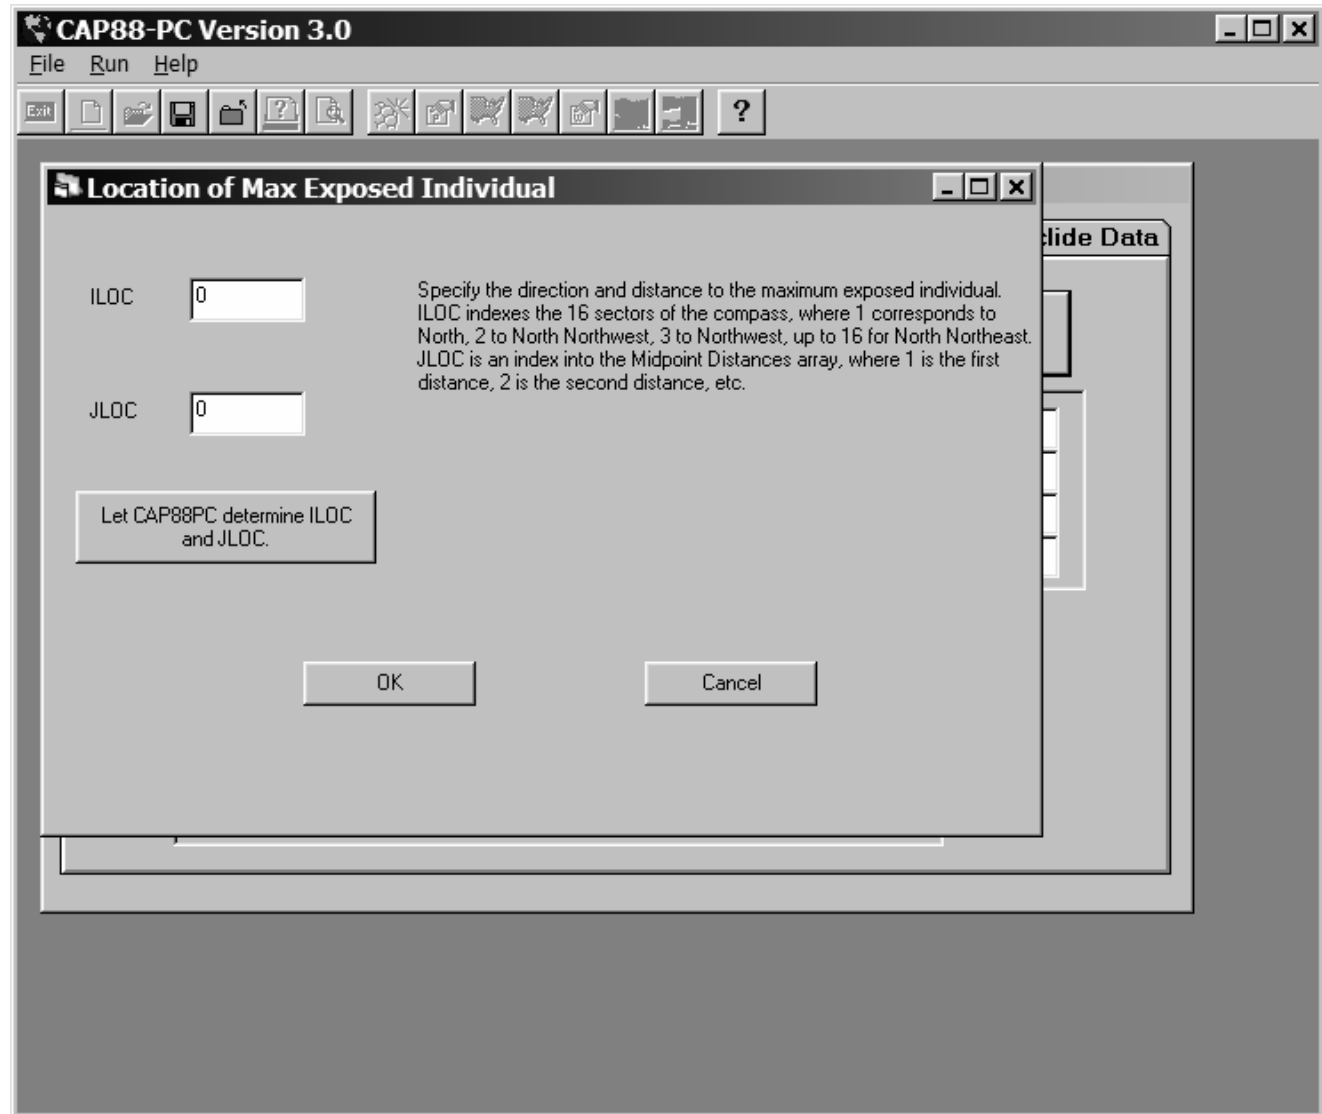 CAP88-PC Version 3.0
File Run Help
Exit
?
Location of Max Exposed Individual
clide Data
ILOC
0
Specify the direction and distance to the maximum exposed individual.
ILOC indexes the 16 sectors of the compass, where 1 corresponds to
North, 2 to North Northwest, 3 to Northwest, up to 16 for North Northeast.
JLOC is an index into the Midpoint Distances array, where 1 is the first
distance, 2 is the second distance, etc.
JLOC
0
Let CAP88PC determine ILOC
and JLOC.
OK
Cancel